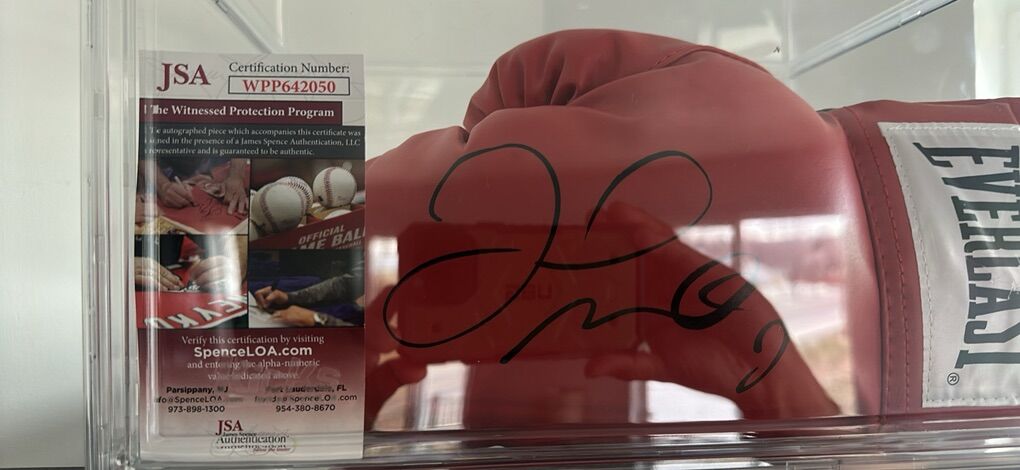 JSA
Certification Number:
WPP642050
The Witnessed Protection Program
The autographed piece which accompanies this certificate was
signed in the presence of a James Spence Authentication, LLC
representative and is guaranteed to be authentic.
OFFICIAL
ME BALL
Verify this certification by visiting
SpenceLOA.com
and entering the alpha-numeric
value indicated above.
Parsippany, NJ
Fort Lauderdale, FL
973-898-1300
954-380-8670
JSA
James Spence
Authentication
EVERLAST®